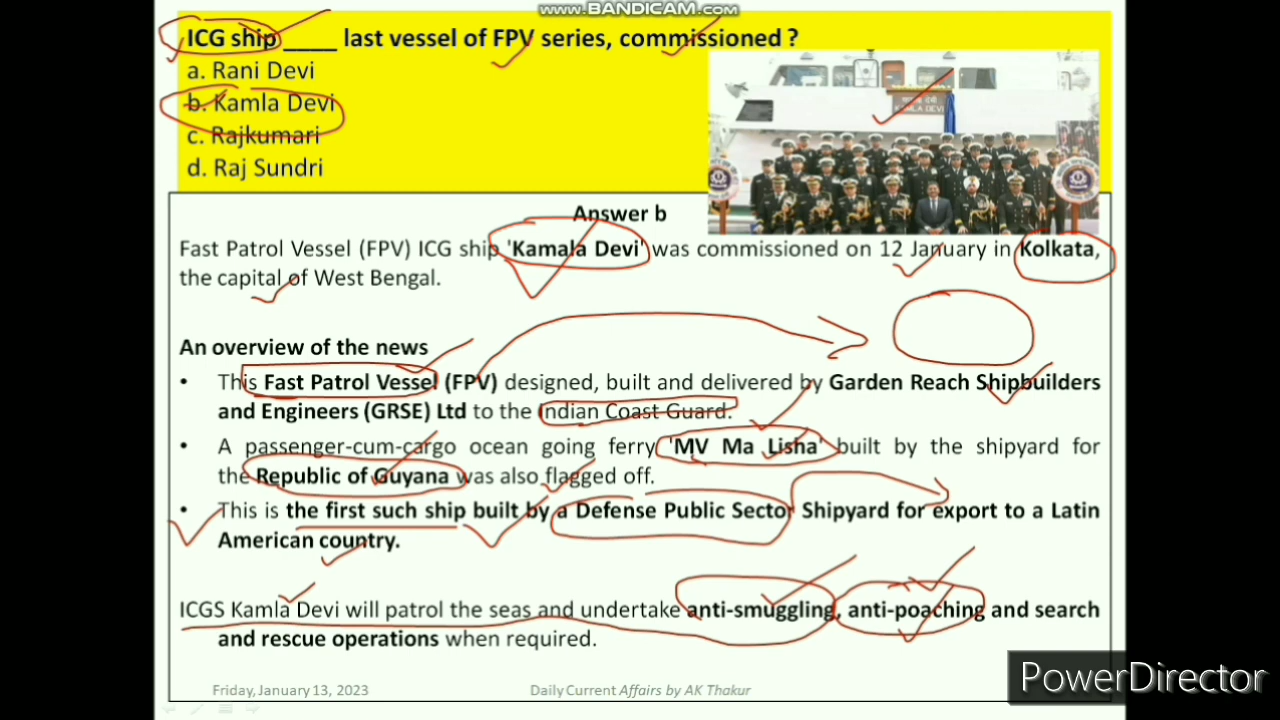 www.BANDICAM.com
ICG ship ____ last vessel of FPV series, commissioned ?
a. Rani Devi
b. Kamla Devi
c. Rajkumari
d. Raj Sundri
KAMLA DEVI
Answer b
Fast Patrol Vessel (FPV) ICG ship 'Kamala Devi' was commissioned on 12 January in Kolkata,
the capital of West Bengal.
An overview of the news
• This Fast Patrol Vessel (FPV) designed, built and delivered by Garden Reach Shipbuilders
and Engineers (GRSE) Ltd to the Indian Coast Guard.
• A passenger-cum-cargo ocean going ferry 'MV Ma Lisha' built by the shipyard for
the Republic of Guyana was also flagged off.
• This is the first such ship built by a Defense Public Sector Shipyard for export to a Latin
American country.
ICGS Kamla Devi will patrol the seas and undertake anti-smuggling, anti-poaching and search
and rescue operations when required.
Friday, January 13, 2023
Daily Current Affairs by AK Thakur
PowerDirector